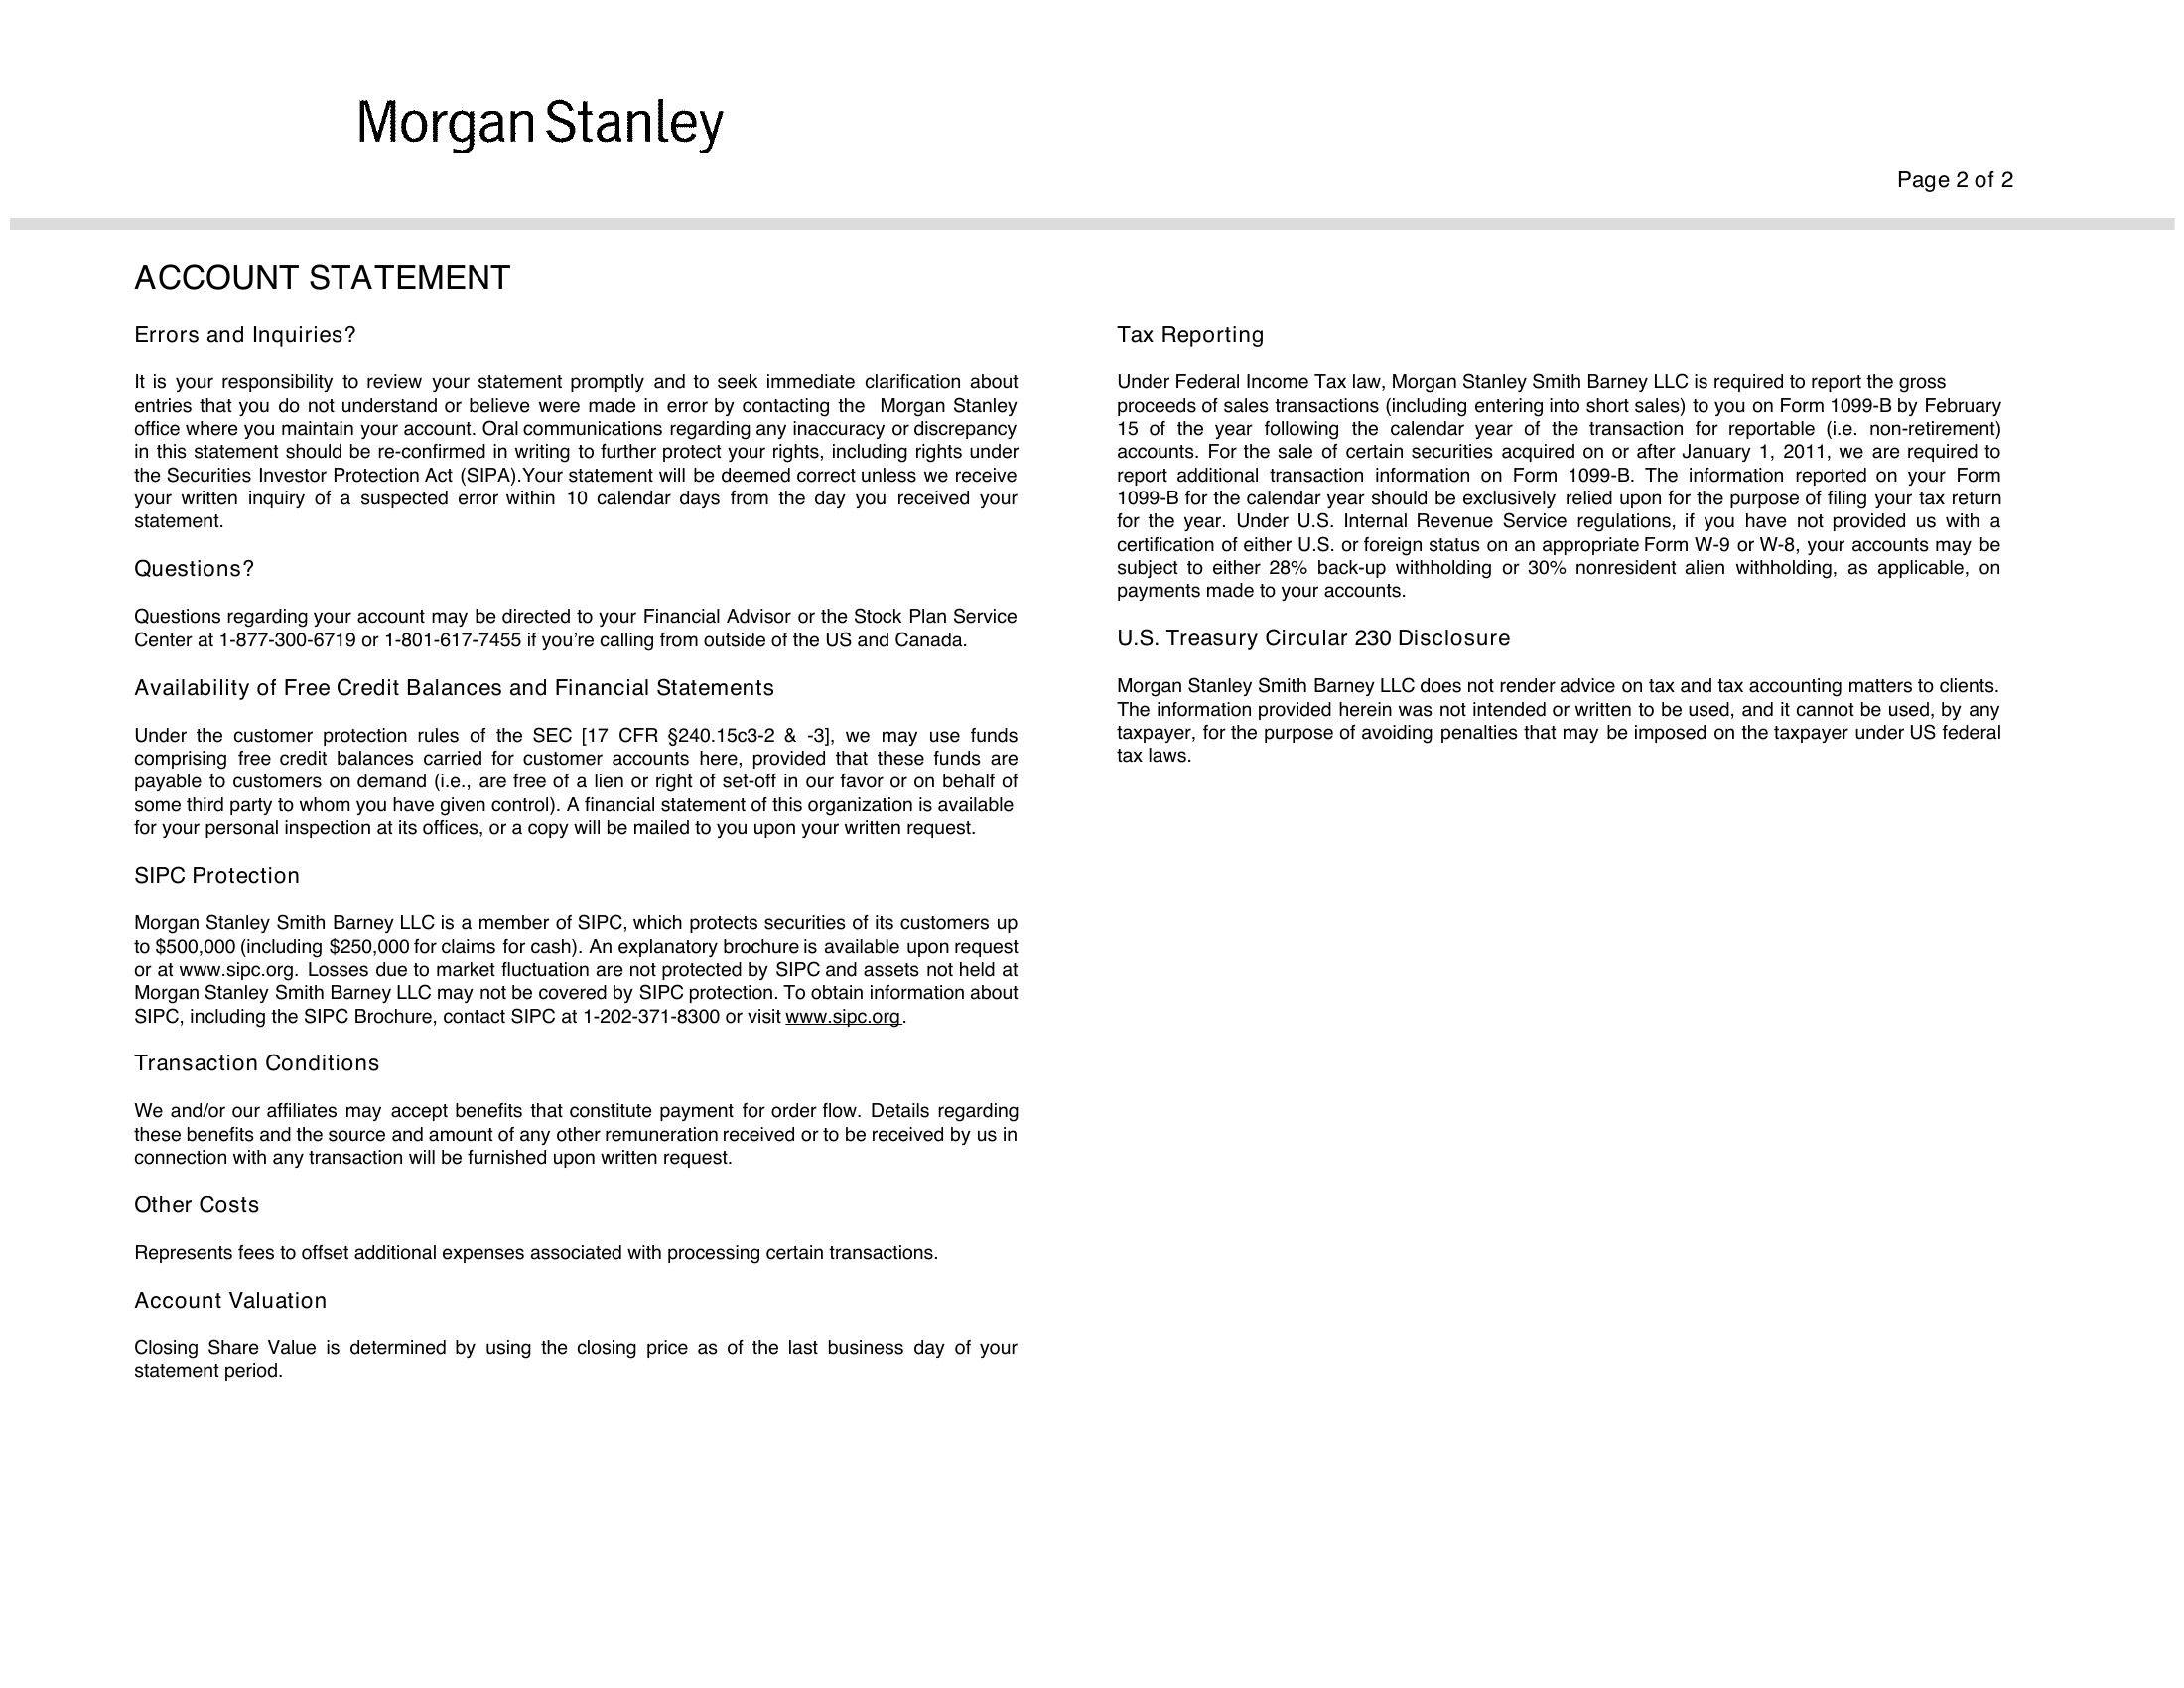 Morgan Stanley
Page 2 of 2
ACCOUNT STATEMENT
Errors and Inquiries?
It is your responsibility to review your statement promptly and to seek immediate clarification about
entries that you do not understand or believe were made in error by contacting the Morgan Stanley
office where you maintain your account. Oral communications regarding any inaccuracy or discrepancy
in this statement should be re-confirmed in writing to further protect your rights, including rights under
the Securities Investor Protection Act (SIPA).Your statement will be deemed correct unless we receive
your written inquiry of a suspected error within 10 calendar days from the day you received your
statement.
Questions?
Questions regarding your account may be directed to your Financial Advisor or the Stock Plan Service
Center at 1-877-300-6719 or 1-801-617-7455 if you’re calling from outside of the US and Canada.
Availability of Free Credit Balances and Financial Statements
Under the customer protection rules of the SEC [17 CFR §240.15c3-2 & -3], we may use funds
comprising free credit balances carried for customer accounts here, provided that these funds are
payable to customers on demand (i.e., are free of a lien or right of set-off in our favor or on behalf of
some third party to whom you have given control). A financial statement of this organization is available
for your personal inspection at its offices, or a copy will be mailed to you upon your written request.
SIPC Protection
Morgan Stanley Smith Barney LLC is a member of SIPC, which protects securities of its customers up
to $500,000 (including $250,000 for claims for cash). An explanatory brochure is available upon request
or at www.sipc.org. Losses due to market fluctuation are not protected by SIPC and assets not held at
Morgan Stanley Smith Barney LLC may not be covered by SIPC protection. To obtain information about
SIPC, including the SIPC Brochure, contact SIPC at 1-202-371-8300 or visit www.sipc.org.
Transaction Conditions
We and/or our affiliates may accept benefits that constitute payment for order flow. Details regarding
these benefits and the source and amount of any other remuneration received or to be received by us in
connection with any transaction will be furnished upon written request.
Other Costs
Represents fees to offset additional expenses associated with processing certain transactions.
Account Valuation
Closing Share Value is determined by using the closing price as of the last business day of your
statement period.
Tax Reporting
Under Federal Income Tax law, Morgan Stanley Smith Barney LLC is required to report the gross
proceeds of sales transactions (including entering into short sales) to you on Form 1099-B by February
15 of the year following the calendar year of the transaction for reportable (i.e. non-retirement)
accounts. For the sale of certain securities acquired on or after January 1, 2011, we are required to
report additional transaction information on Form 1099-B. The information reported on your Form
1099-B for the calendar year should be exclusively relied upon for the purpose of filing your tax return
for the year. Under U.S. Internal Revenue Service regulations, if you have not provided us with a
certification of either U.S. or foreign status on an appropriate Form W-9 or W-8, your accounts may be
subject to either 28% back-up withholding or 30% nonresident alien withholding, as applicable, on
payments made to your accounts.
U.S. Treasury Circular 230 Disclosure
Morgan Stanley Smith Barney LLC does not render advice on tax and tax accounting matters to clients.
The information provided herein was not intended or written to be used, and it cannot be used, by any
taxpayer, for the purpose of avoiding penalties that may be imposed on the taxpayer under US federal
tax laws.